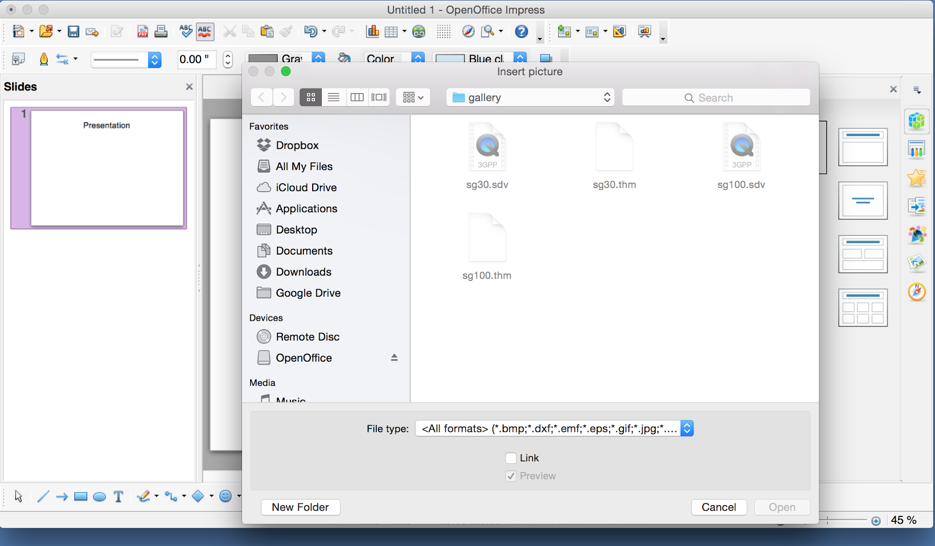 Untitled 1 - OpenOffice Impress
ABC ABC
0.00 " Gra Color Blue cl
Slides
1
Presentation
Insert picture
gallery
Search
Favorites
Dropbox
All My Files
iCloud Drive
Applications
Desktop
Documents
Downloads
Google Drive
Devices
Remote Disc
OpenOffice
Media
Music
3GPP
3GPP
sg30.sdv sg30.thm sg100.sdv
sg100.thm
File type: <All formats> (*.bmp;*.dxf;*.emf;*.eps;*.gif;*.jpg;*....
Link
Preview
New Folder Cancel Open
T
45 %